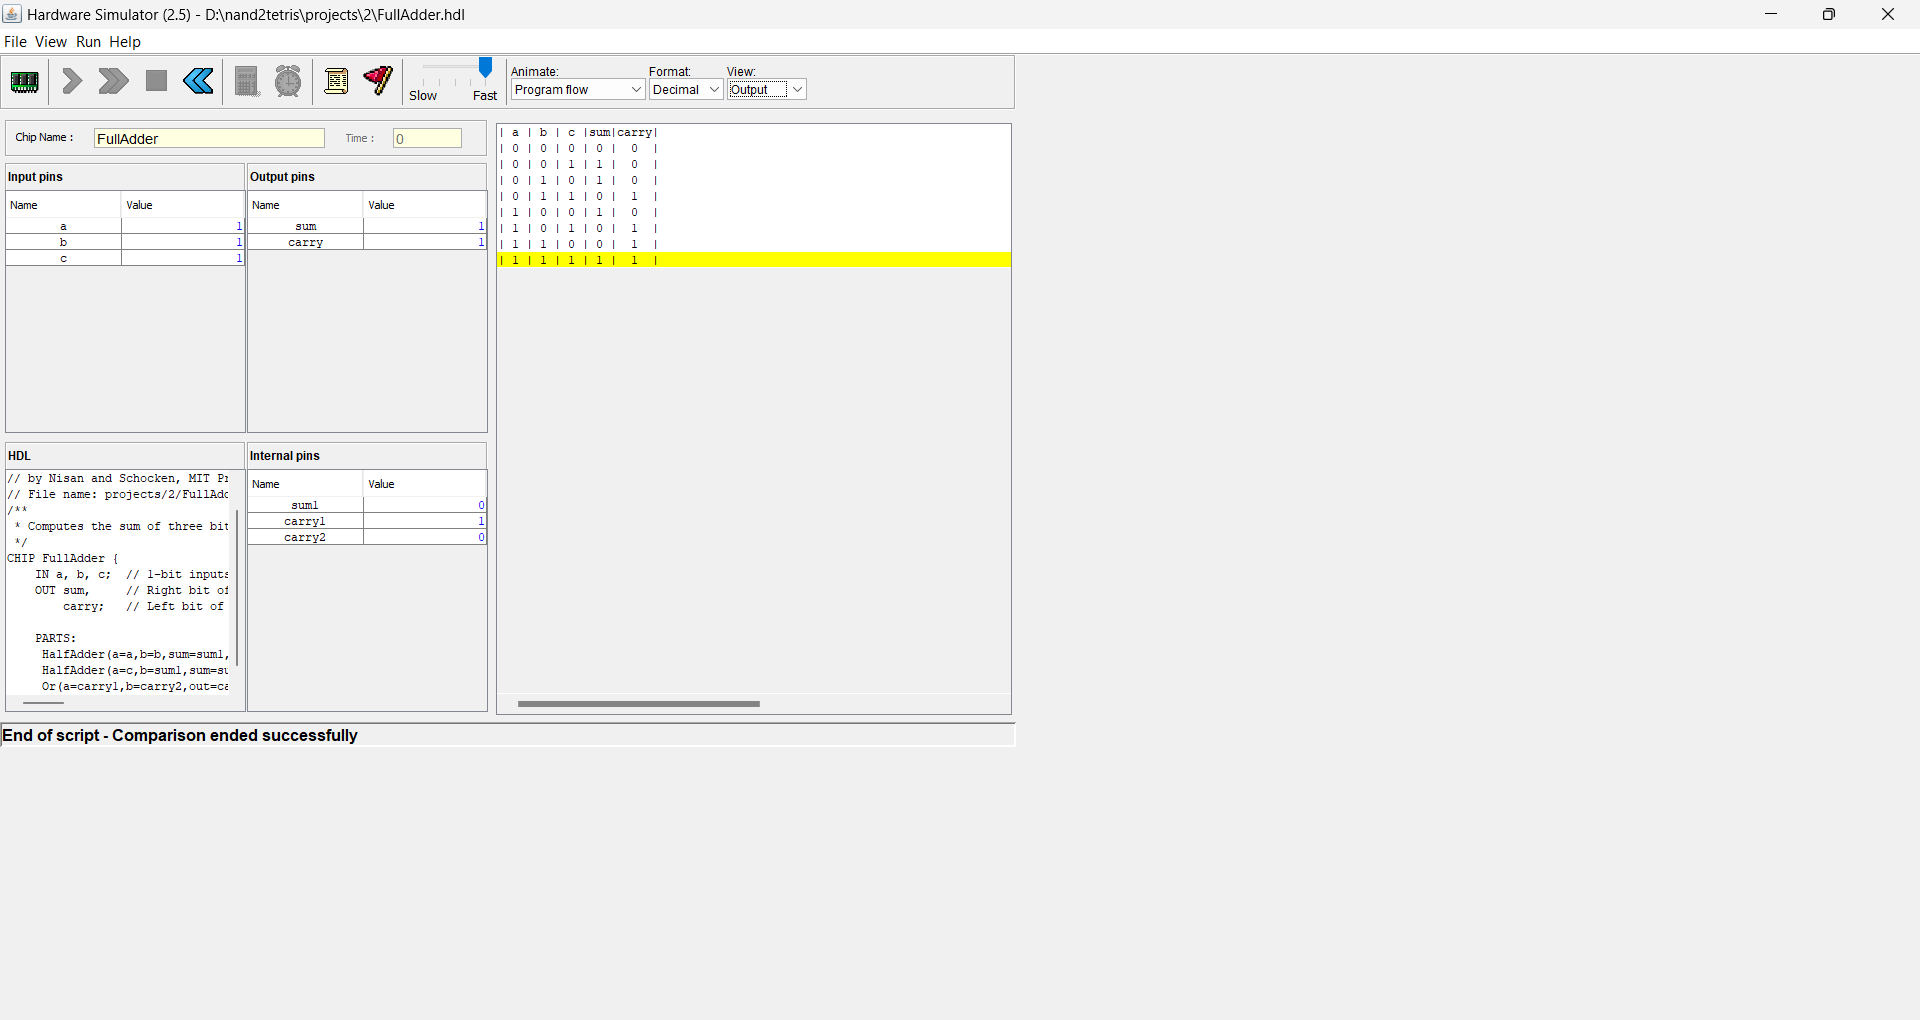 Hardware Simulator (2.5) - D:\nand2tetris\projects\2\FullAdder.hdl
File View Run Help
Slow Fast
Animate: Format: View:
Program flow Decimal Output
Chip Name : FullAdder Time : 0
Input pins
Name Value
a 1
b 1
c 1
Output pins
Name Value
sum 1
carry 1
HDL
// by Nisan and Schocken, MIT Pr
// File name: projects/2/FullAdd
/**
* Computes the sum of three bit
*/
CHIP FullAdder {
IN a, b, c; // 1-bit inputs
OUT sum, // Right bit of
carry; // Left bit of
PARTS:
HalfAdder(a=a,b=b,sum=sum1,
HalfAdder(a=c,b=sum1,sum=su
Or(a=carry1,b=carry2,out=ca
Internal pins
Name Value
sum1 0
carry1 1
carry2 0
| a | b | c |sum|carry|
| 0 | 0 | 0 | 0 | 0 |
| 0 | 0 | 1 | 1 | 0 |
| 0 | 1 | 0 | 1 | 0 |
| 0 | 1 | 1 | 0 | 1 |
| 1 | 0 | 0 | 1 | 0 |
| 1 | 0 | 1 | 0 | 1 |
| 1 | 1 | 0 | 0 | 1 |
| 1 | 1 | 1 | 1 | 1 |
End of script - Comparison ended successfully